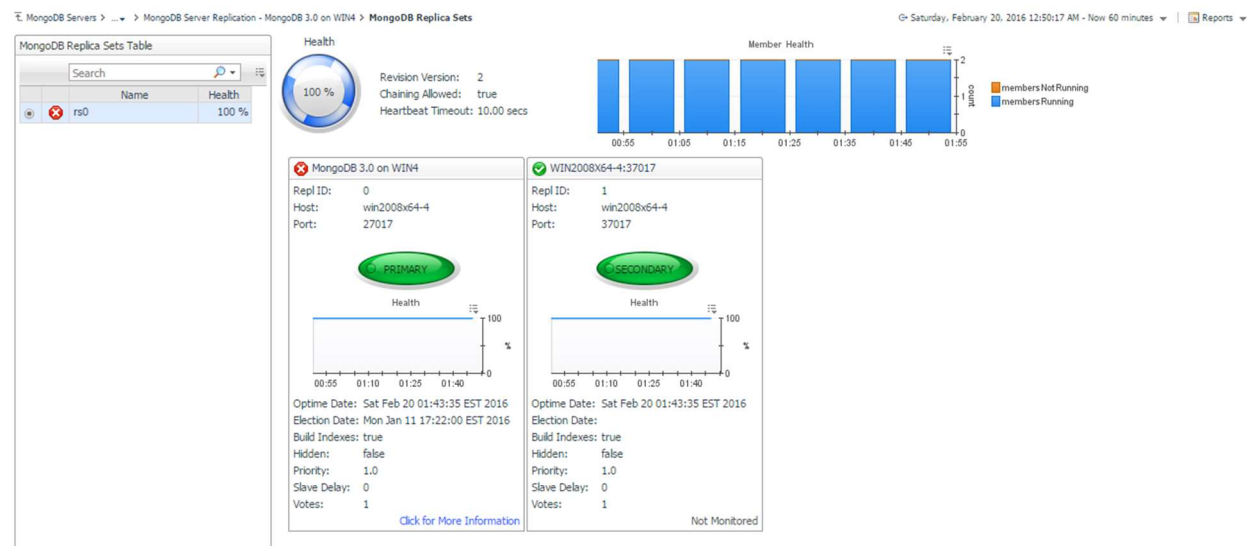 MongoDB Servers > ... > MongoDB Server Replication - MongoDB 3.0 on WIN4 > MongoDB Replica Sets
Saturday, February 20, 2016 12:50:17 AM - Now 60 minutes | Reports
MongoDB Replica Sets Table
Search
Name Health
rs0 100 %
Health
100 %
Revision Version: 2
Chaining Allowed: true
Heartbeat Timeout: 10.00 secs
Member Health
2
1
0
count
00:55 01:05 01:15 01:25 01:35 01:45 01:55
members Not Running
members Running
MongoDB 3.0 on WIN4
Repl ID: 0
Host: win2008x64-4
Port: 27017
PRIMARY
Health
100
%
0
00:55 01:10 01:25 01:40
Optime Date: Sat Feb 20 01:43:35 EST 2016
Election Date: Mon Jan 11 17:22:00 EST 2016
Build Indexes: true
Hidden: false
Priority: 1.0
Slave Delay: 0
Votes: 1
Click for More Information
WIN2008X64-4:37017
Repl ID: 1
Host: win2008x64-4
Port: 37017
SECONDARY
Health
100
%
0
00:55 01:10 01:25 01:40
Optime Date: Sat Feb 20 01:43:35 EST 2016
Election Date:
Build Indexes: true
Hidden: false
Priority: 1.0
Slave Delay: 0
Votes: 1
Not Monitored